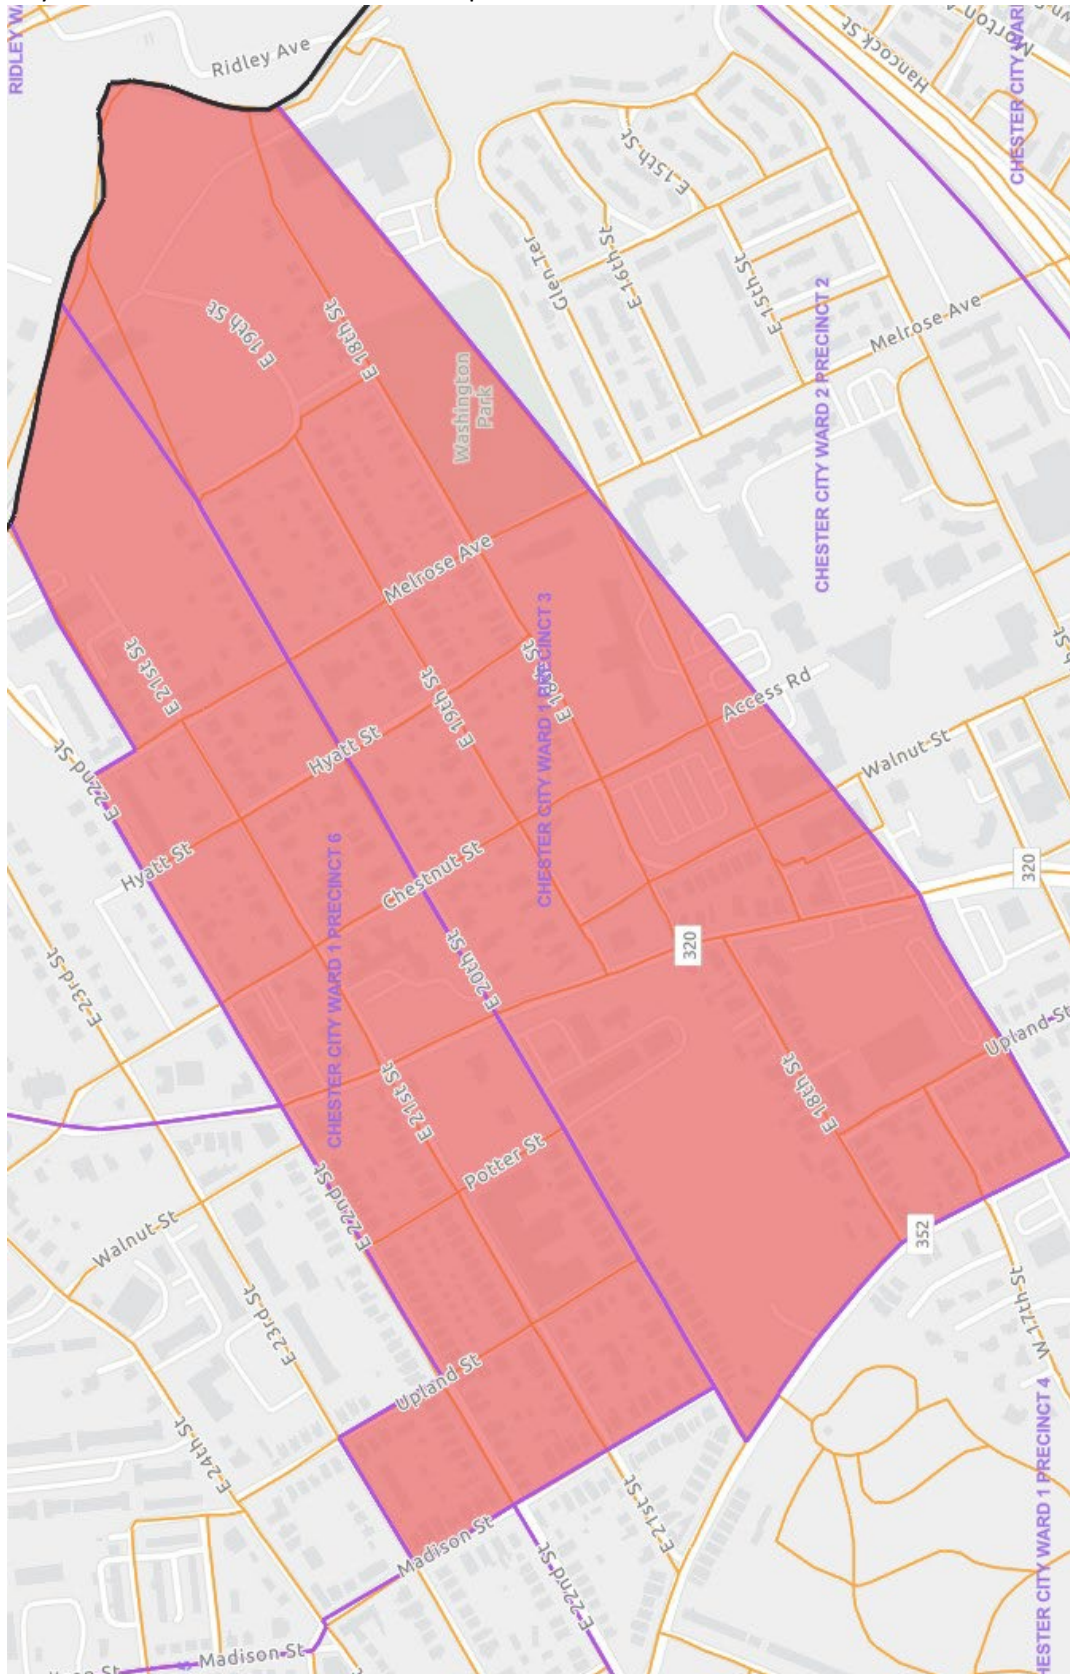 RIDLEY WA
Ridley Ave
Hancock St
Morton A
CHESTER CITY WARD
E 15th St
E 16th St
Glen Ter
E 15th St
Melrose Ave
CHESTER CITY WARD 2 PRECINCT 2
E 19th St
E 18th St
Washington
Park
Melrose Ave
E 21st St
E 19th St
E 18th St
CHESTER CITY WARD 1 PRECINCT 3
Access Rd
Walnut St
Hyatt St
E 22nd St
Hyatt St
Chestnut St
CHESTER CITY WARD 1 PRECINCT 6
320
320
E 20th St
E 23rd St
Upland St
E 18th St
E 21st St
Potter St
E 22nd St
Walnut St
352
W 17th St
E 23rd St
Upland St
E 24th St
E 21st St
Madison St
E 22nd St
HESTER CITY WARD 1 PRECINCT 4
Madison St